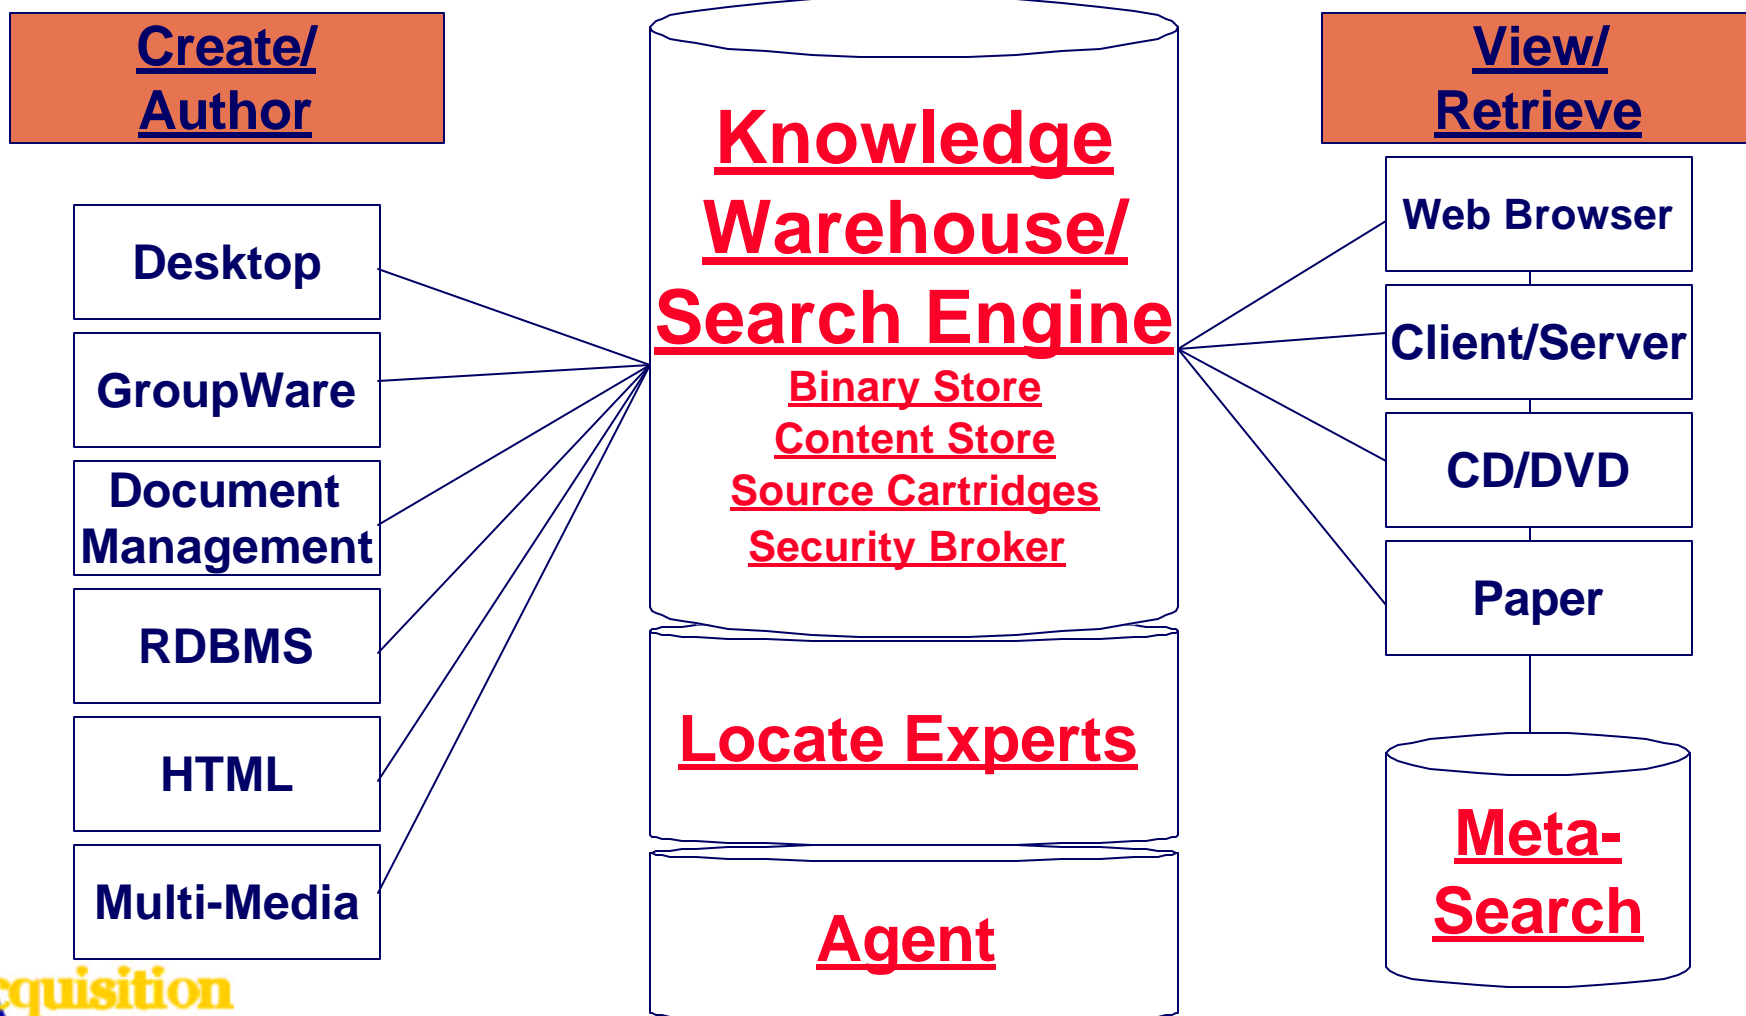 Create/
Author
Desktop
GroupWare
Document
Management
RDBMS
HTML
Multi-Media
Knowledge
Warehouse/
Search Engine
Binary Store
Content Store
Source Cartridges
Security Broker
Locate Experts
Agent
View/
Retrieve
Web Browser
Client/Server
CD/DVD
Paper
Meta-
Search